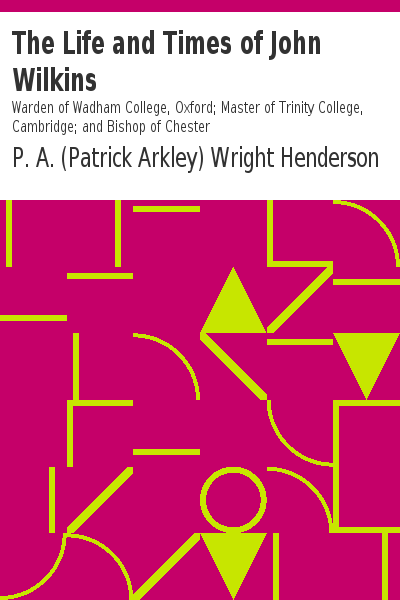 The Life and Times of John
Wilkins
Warden of Wadham College, Oxford; Master of Trinity College,
Cambridge; and Bishop of Chester
P. A. (Patrick Arkley) Wright Henderson